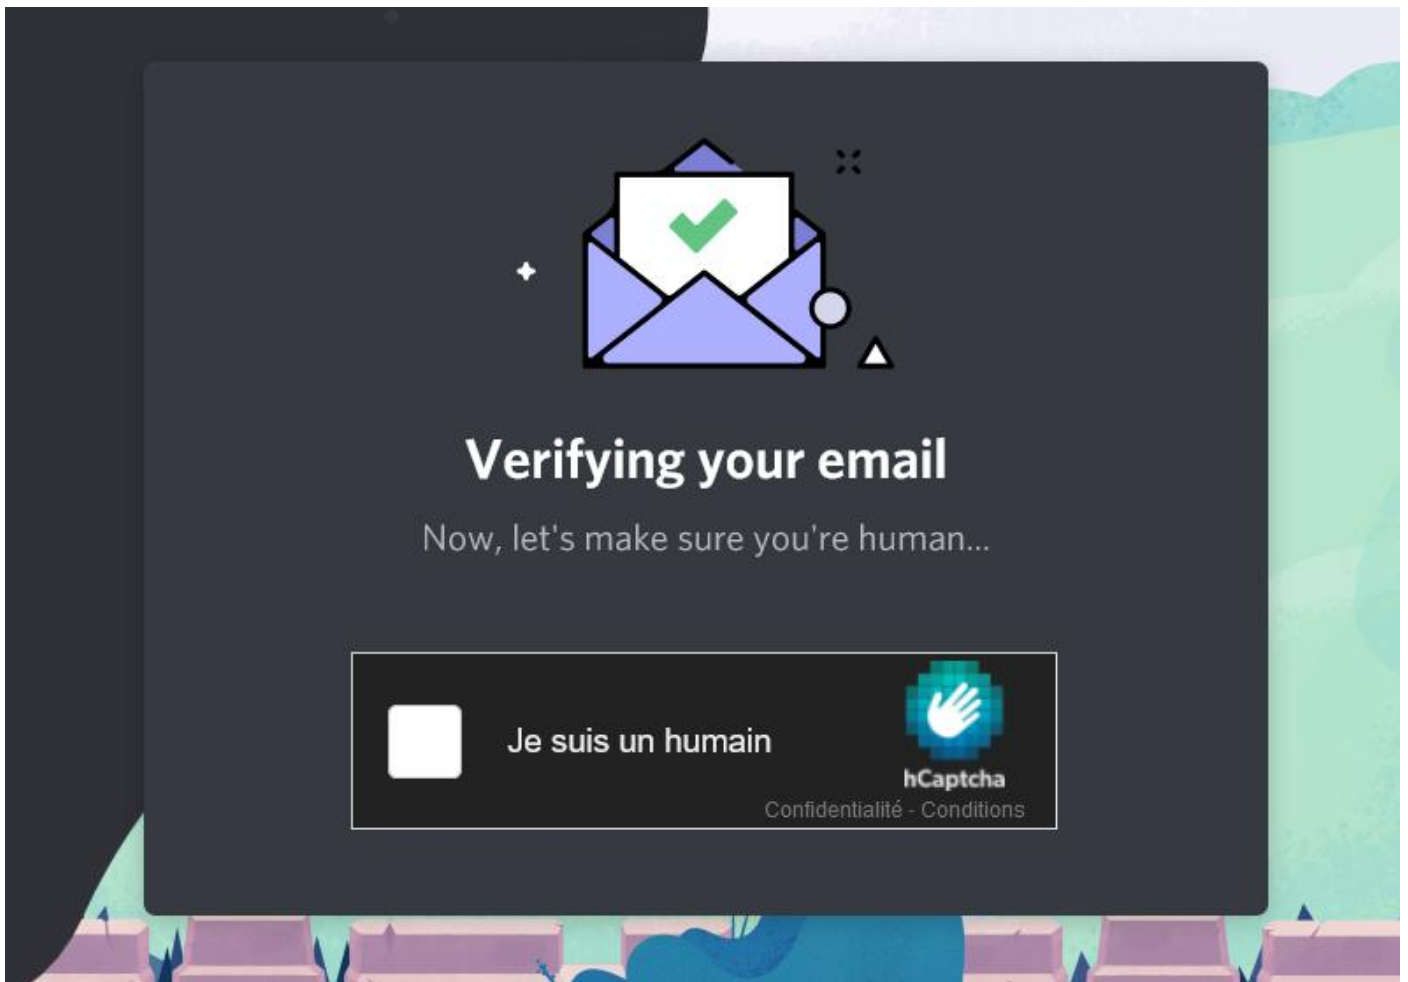 Verifying your email
Now, let's make sure you're human...
Je suis un humain
hCaptcha
Confidentialité - Conditions